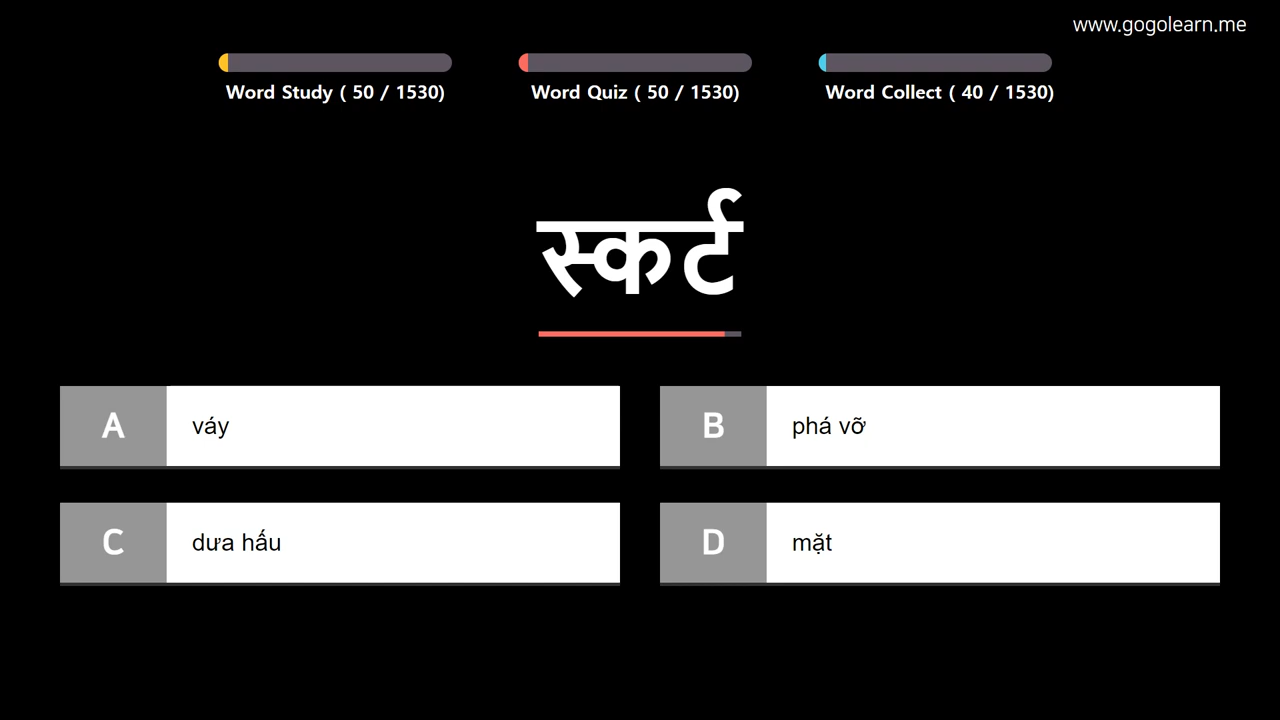 www.gogolearn.me
Word Study ( 50 / 1530)
Word Quiz ( 50 / 1530)
Word Collect ( 40 / 1530)
स्कर्ट
A váy
B phá vỡ
C dưa hấu
D mặt